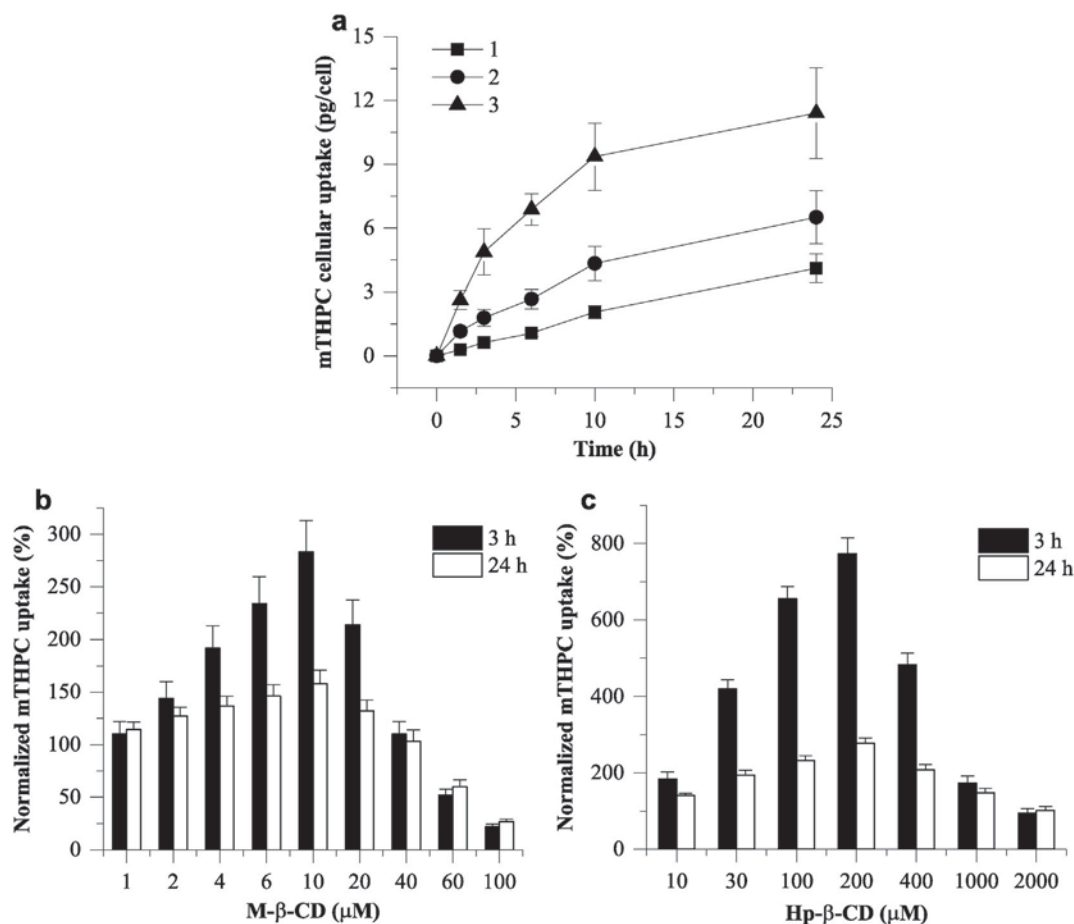 a
15
12
9
6
3
0
mTHPC cellular uptake (pg/cell)
1
2
3
0 5 10 15 20 25
Time (h)
b
300
250
200
150
100
50
0
Normalized mTHPC uptake (%)
3 h
24 h
1 2 4 6 10 20 40 60 100
M-β-CD (μM)
c
800
600
400
200
0
Normalized mTHPC uptake (%)
3 h
24 h
10 30 100 200 400 1000 2000
Hp-β-CD (μM)